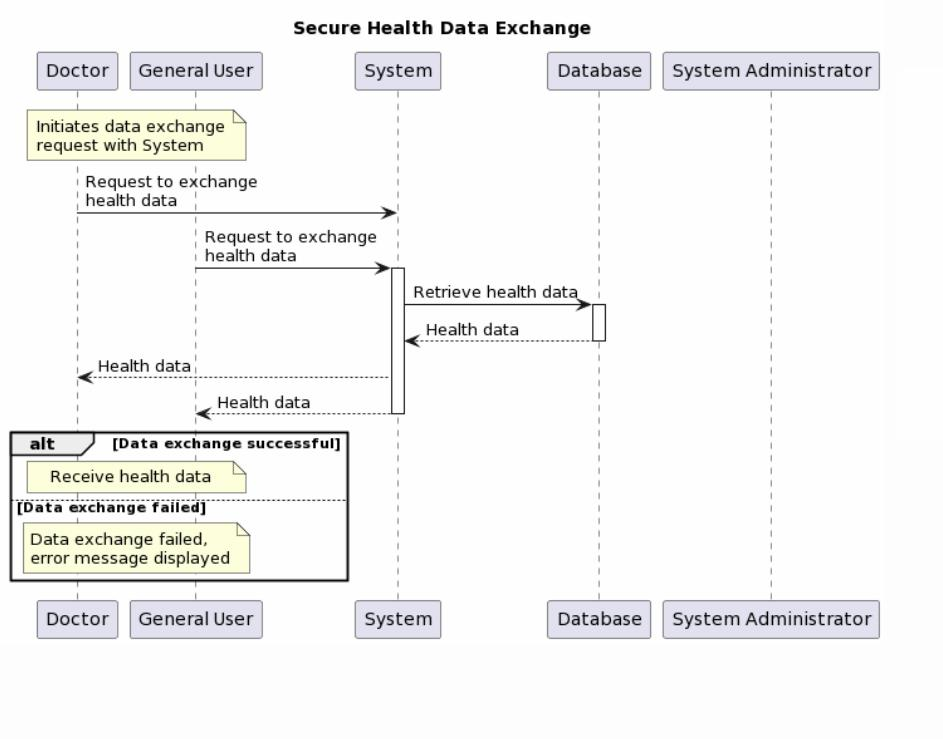 Secure Health Data Exchange
Doctor
General User
System
Database
System Administrator
Initiates data exchange
request with System
Request to exchange
health data
Request to exchange
health data
Retrieve health data
Health data
Health data
Health data
alt
[Data exchange successful]
Receive health data
[Data exchange failed]
Data exchange failed,
error message displayed
Doctor
General User
System
Database
System Administrator